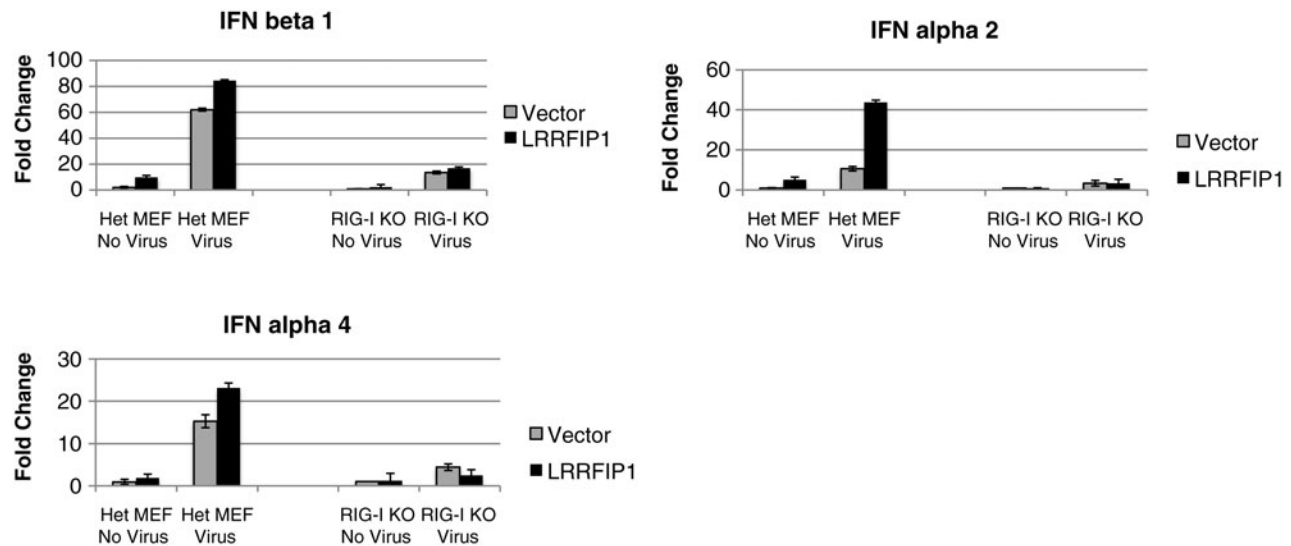 IFN beta 1
Fold Change
100
80
60
40
20
0
Het MEF Het MEF RIG-I KO RIG-I KO
No Virus Virus No Virus Virus
Vector
LRRFIP1
IFN alpha 2
Fold Change
60
40
20
0
Het MEF Het MEF RIG-I KO RIG-I KO
No Virus Virus No Virus Virus
Vector
LRRFIP1
IFN alpha 4
Fold Change
30
20
10
0
Het MEF Het MEF RIG-I KO RIG-I KO
No Virus Virus No Virus Virus
Vector
LRRFIP1